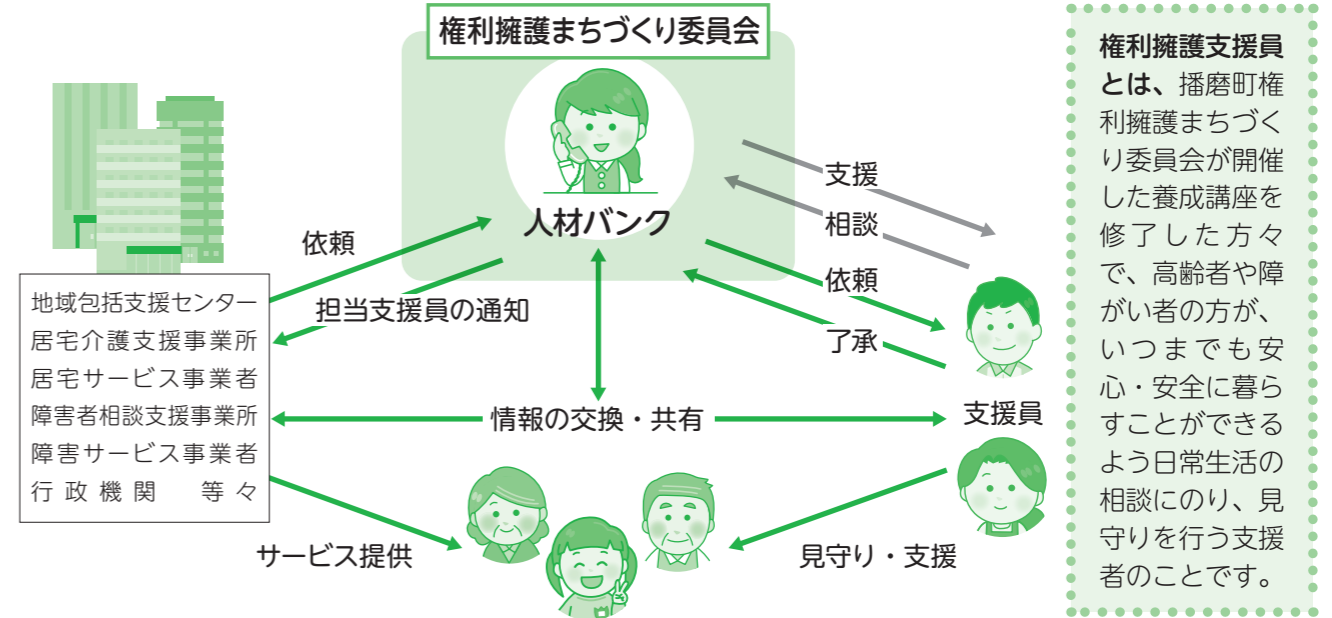 権利擁護まちづくり委員会
人材バンク
支援
相談
依頼
了承
依頼
担当支援員の通知
地域包括支援センター
居宅介護支援事業所
居宅サービス事業者
障害者相談支援事業所
障害サービス事業者
行政機関　等々
情報の交換・共有
支援員
サービス提供
見守り・支援
権利擁護支援員
とは、播磨町権
利擁護まちづく
り委員会が開催
した養成講座を
修了した方々
で、高齢者や障
がい者の方が、
いつまでも安
心・安全に暮ら
すことができる
よう日常生活の
相談にのり、見
守りを行う支援
者のことです。